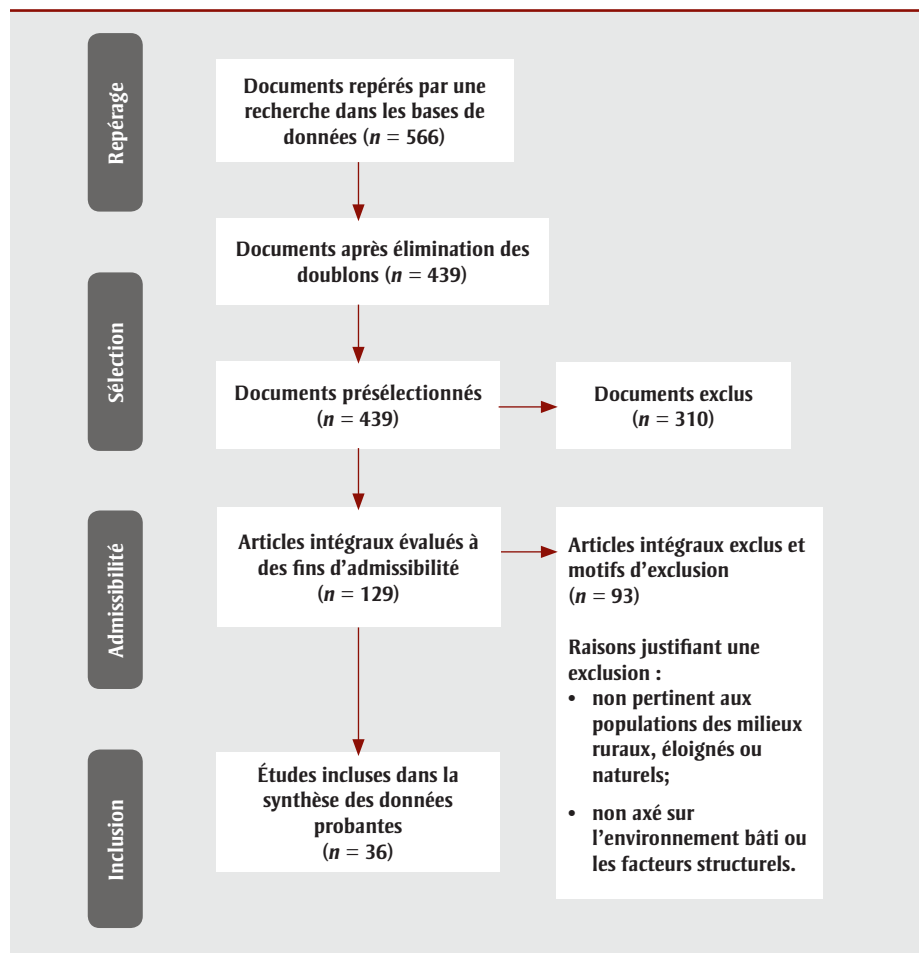 Repérage
Documents repérés par une
recherche dans les bases de
données (n = 566)
Documents après élimination des
doublons (n = 439)
Sélection
Documents présélectionnés
(n = 439)
Documents exclus
(n = 310)
Admissibilité
Articles intégraux évalués à
des fins d’admissibilité
(n = 129)
Articles intégraux exclus et
motifs d’exclusion
(n = 93)
Raisons justifiant une
exclusion :
• non pertinent aux
populations des milieux
ruraux, éloignés ou
naturels;
• non axé sur
l’environnement bâti ou
les facteurs structurels.
Inclusion
Études incluses dans la
synthèse des données
probantes
(n = 36)